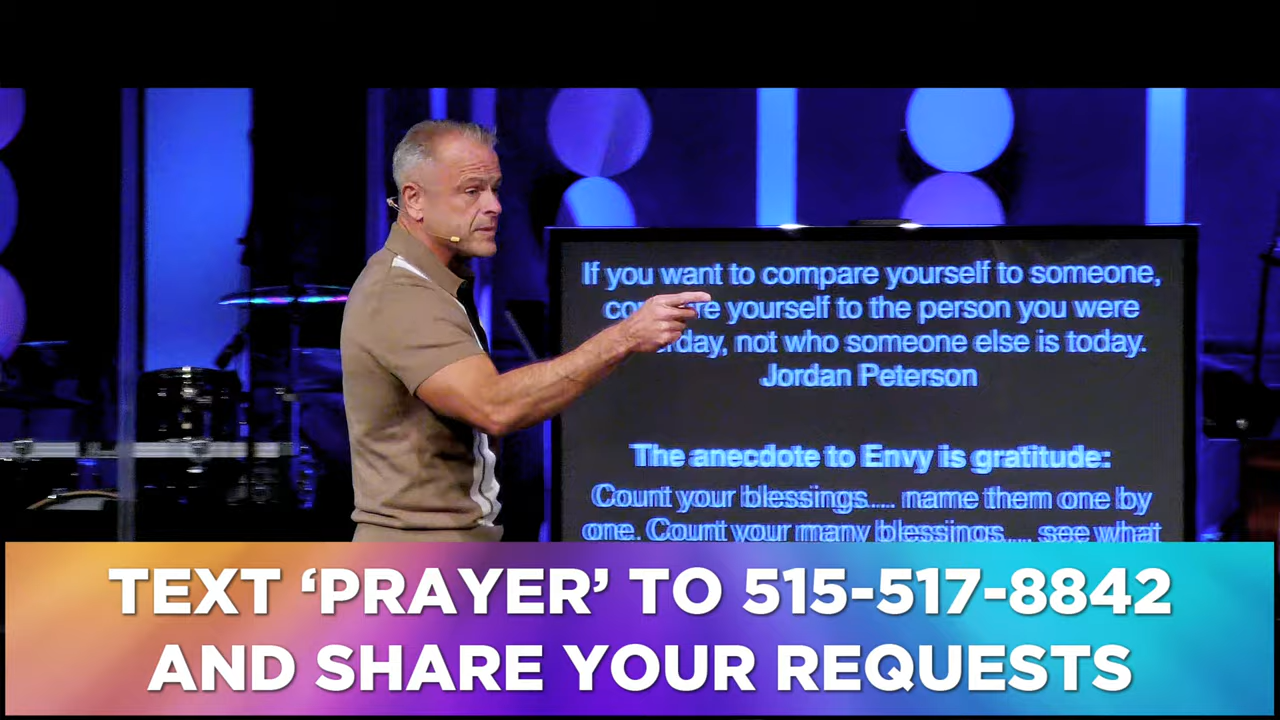 If you want to compare yourself to someone,
yourself to the person you were
not who someone else is today.
Jordan Peterson
The anecdote to Envy is gratitude:
Count your blessings.... name them one by
one. Count your many blessings.... see what
TEXT ‘PRAYER’ TO 515-517-8842
AND SHARE YOUR REQUESTS